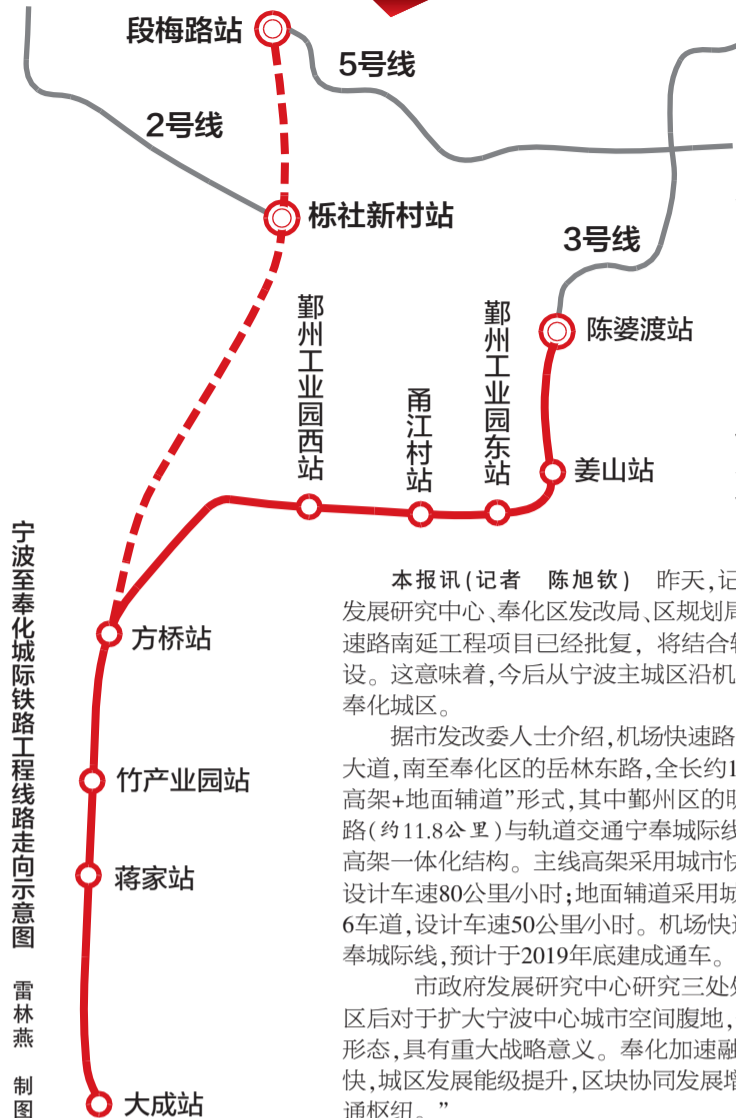 段梅路站
5号线
2号线
栎社新村站
3号线
陈婆渡站
鄞州工业园西站
甬江村站
鄞州工业园东站
姜山站
方桥站
竹产业园站
蒋家站
大成站
宁波至奉化城际铁路工程线路走向示意图 雷林燕 制图
本报讯(记者 陈旭钦) 昨天,记
发展研究中心、奉化区发改局、区规划局
速路南延工程项目已经批复，将结合轨
设。这意味着,今后从宁波主城区沿机
奉化城区。
据市发改委人士介绍,机场快速路
大道,南至奉化区的岳林东路,全长约1
高架+地面辅道”形式,其中鄞州区的明
路(约11.8公里)与轨道交通宁奉城际线
高架一体化结构。主线高架采用城市快
设计车速80公里/小时;地面辅道采用城
6车道,设计车速50公里/小时。机场快速
奉城际线,预计于2019年底建成通车。
市政府发展研究中心研究三处处
区后对于扩大宁波中心城市空间腹地,
形态,具有重大战略意义。奉化加速融
快,城区发展能级提升,区块协同发展增
通枢纽。”